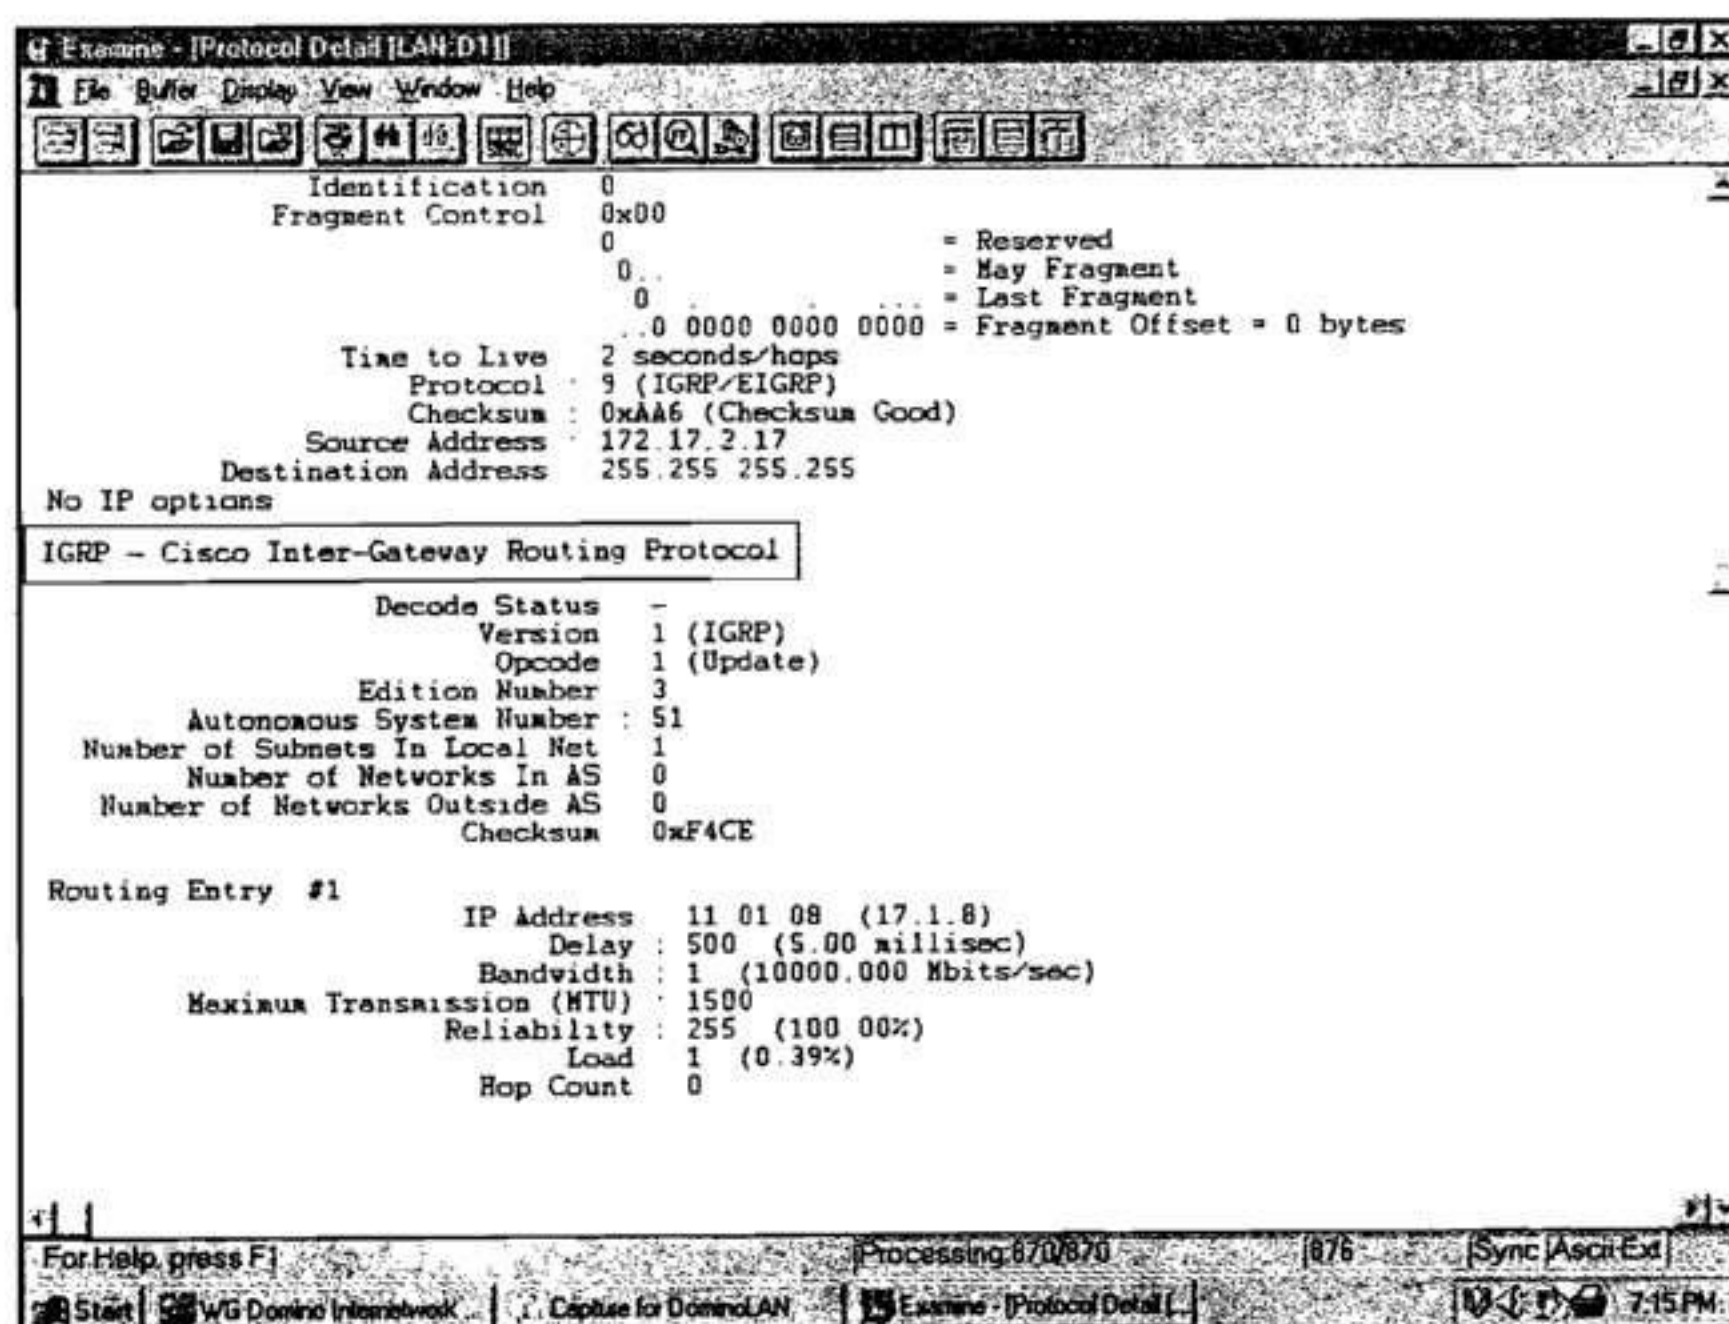 Examine - [Protocol Detail [LAN:D1]]
File Buffer Display View Window Help
Identification 0
Fragment Control 0x00
0 = Reserved
0.. = May Fragment
0 . . ... = Last Fragment
..0 0000 0000 0000 = Fragment Offset = 0 bytes
Time to Live 2 seconds/hops
Protocol : 9 (IGRP/EIGRP)
Checksum : 0xAA6 (Checksum Good)
Source Address : 172.17.2.17
Destination Address 255.255 255.255
No IP options
IGRP - Cisco Inter-Gateway Routing Protocol
Decode Status -
Version 1 (IGRP)
Opcode 1 (Update)
Edition Number 3
Autonomous System Number : 51
Number of Subnets In Local Net 1
Number of Networks In AS 0
Number of Networks Outside AS 0
Checksum 0xF4CE
Routing Entry #1
IP Address 11 01 08 (17.1.8)
Delay : 500 (5.00 millisec)
Bandwidth : 1 (10000.000 Mbits/sec)
Maximum Transmission (MTU) : 1500
Reliability : 255 (100 00%)
Load 1 (0.39%)
Hop Count 0
For Help, press F1 Processing:870/870 876 Sync Ascii Ext
Start WG Domino Internetwork ... Capture for DominoLAN Examine - [Protocol Detail [... 7:15 PM